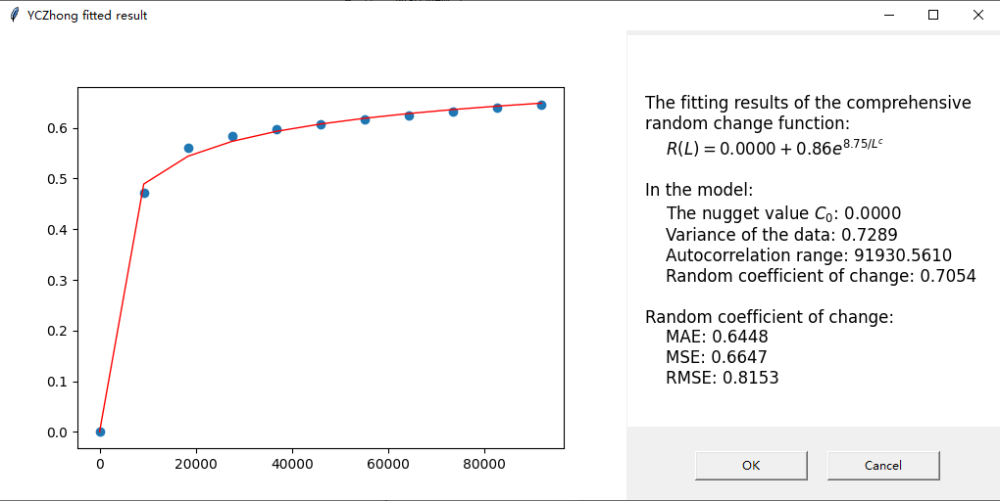 YCZhong fitted result
0.6
0.5
0.4
0.3
0.2
0.1
0.0
0 20000 40000 60000 80000
The fitting results of the comprehensive
random change function:
R(L) = 0.0000 + 0.86e^{8.75/L^c}
In the model:
The nugget value C₀: 0.0000
Variance of the data: 0.7289
Autocorrelation range: 91930.5610
Random coefficient of change: 0.7054
Random coefficient of change:
MAE: 0.6448
MSE: 0.6647
RMSE: 0.8153
OK Cancel